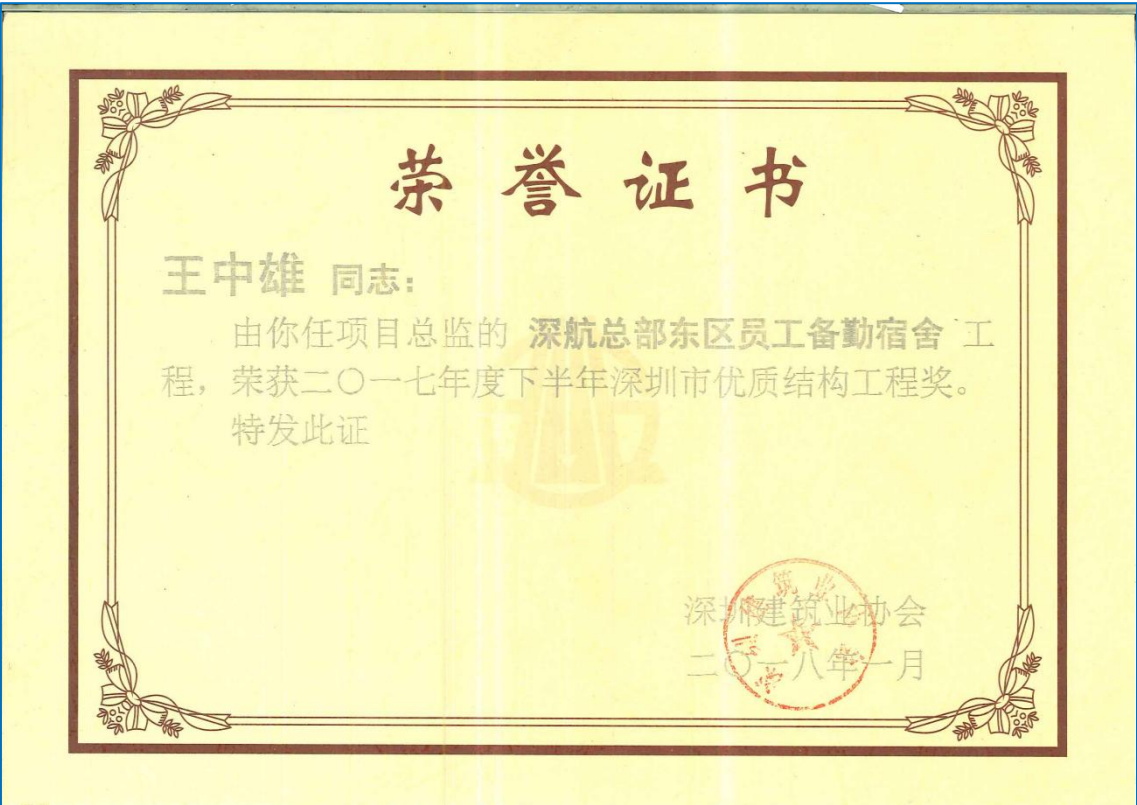 荣誉证书
王中雄 同志：
由你任项目总监的 深航总部东区员工备勤宿舍 工
程，荣获二〇一七年度下半年深圳市优质结构工程奖。
特发此证
深圳建筑业协会
二〇一八年一月